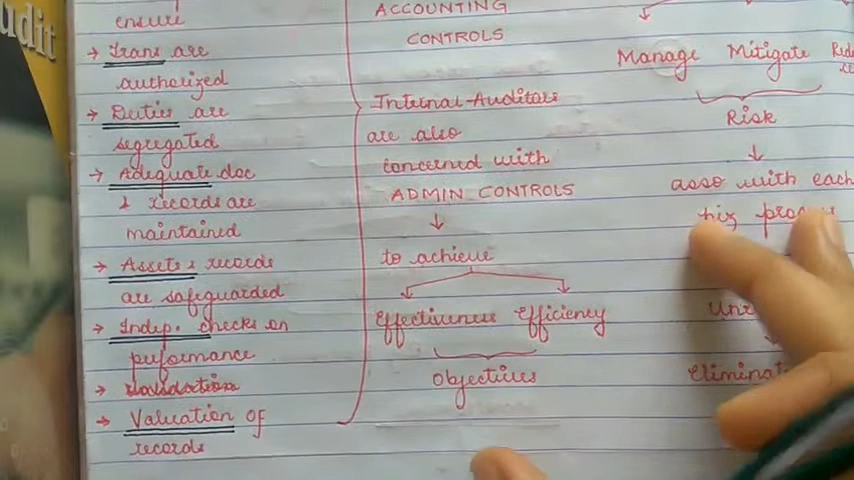 udit
ensure
→ Trans are
authorized
→ Duties are
segregated
→ Adequate doc
& records are
maintained
→ Assets & records
are safeguarded
→ Indep. checks on
performance
→ Valuation of
records
ACCOUNTING
CONTROLS
Internal Auditors
are also
concerned with
ADMIN CONTROLS
↓
to achieve
Effectiveness Efficiency
Objectives
Manage Mitigate
Risk
↓
asso with each
biz